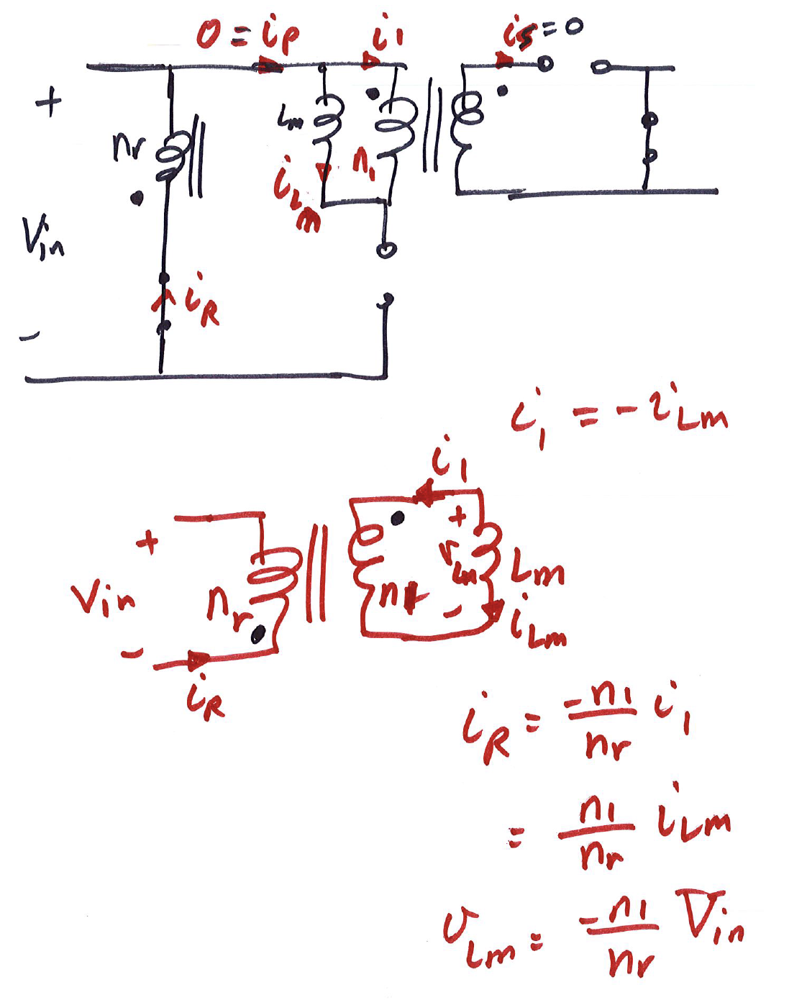 0 = ip i1 is = 0
+
Lm
nr n1
iLm
Vin
iR
-
i1 = - iLm
i1
+ +
vLm Lm
Vin nr n1
- - iLm
iR
iR = -n1/nr i1
= n1/nr iLm
vLm = -n1/nr Vin